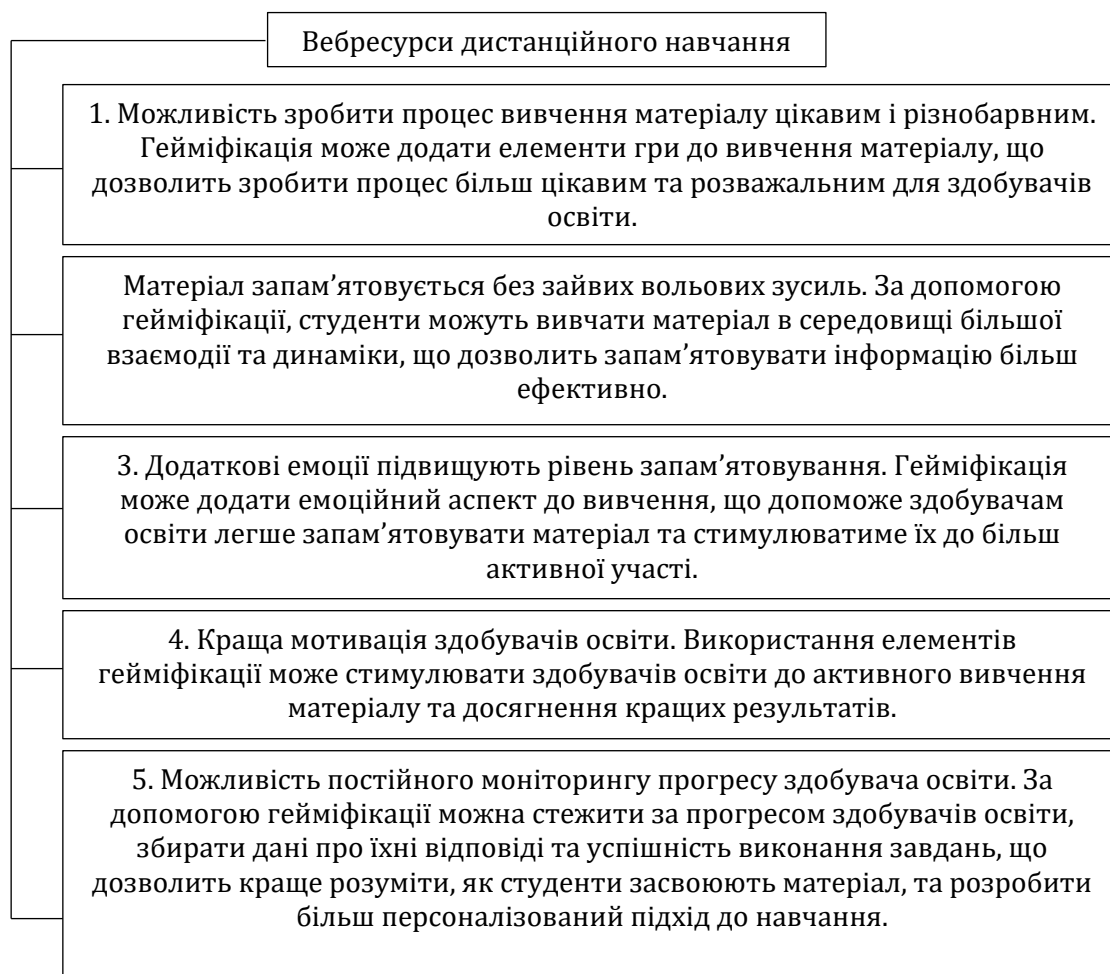 Вебресурси дистанційного навчання
1. Можливість зробити процес вивчення матеріалу цікавим і різнобарвним.
Гейміфікація може додати елементи гри до вивчення матеріалу, що
дозволить зробити процес більш цікавим та розважальним для здобувачів
освіти.
Матеріал запам’ятовується без зайвих вольових зусиль. За допомогою
гейміфікації, студенти можуть вивчати матеріал в середовищі більшої
взаємодії та динаміки, що дозволить запам’ятовувати інформацію більш
ефективно.
3. Додаткові емоції підвищують рівень запам’ятовування. Гейміфікація
може додати емоційний аспект до вивчення, що допоможе здобувачам
освіти легше запам’ятовувати матеріал та стимулюватиме їх до більш
активної участі.
4. Краща мотивація здобувачів освіти. Використання елементів
гейміфікації може стимулювати здобувачів освіти до активного вивчення
матеріалу та досягнення кращих результатів.
5. Можливість постійного моніторингу прогресу здобувача освіти. За
допомогою гейміфікації можна стежити за прогресом здобувачів освіти,
збирати дані про їхні відповіді та успішність виконання завдань, що
дозволить краще розуміти, як студенти засвоюють матеріал, та розробити
більш персоналізований підхід до навчання.